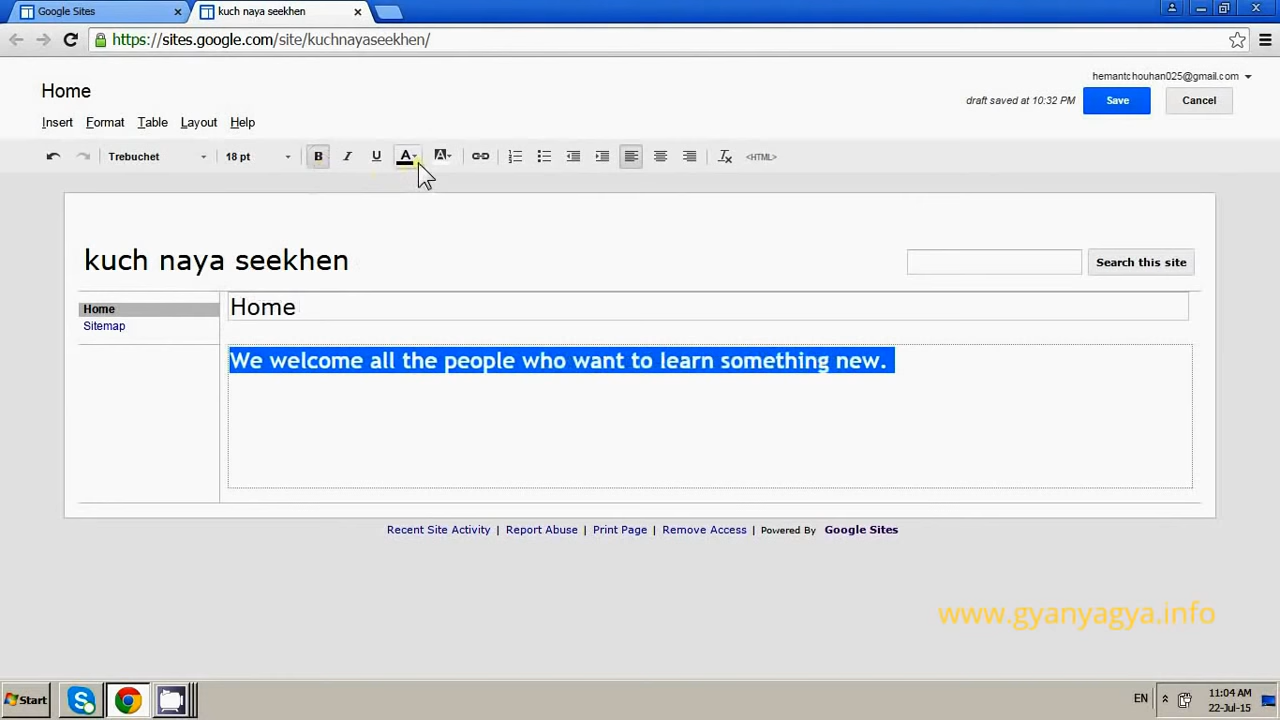 Google Sites
kuch naya seekhen
https://sites.google.com/site/kuchnayaseekhen/
hemantchouhan025@gmail.com
Home
draft saved at 10:32 PM
Save
Cancel
Insert Format Table Layout Help
Trebuchet 18 pt B I U A A <HTML>
kuch naya seekhen
Search this site
Home
Sitemap
Home
We welcome all the people who want to learn something new.
Recent Site Activity | Report Abuse | Print Page | Remove Access | Powered By Google Sites
www.gyanyagya.info
Start
EN
11:04 AM
22-Jul-15